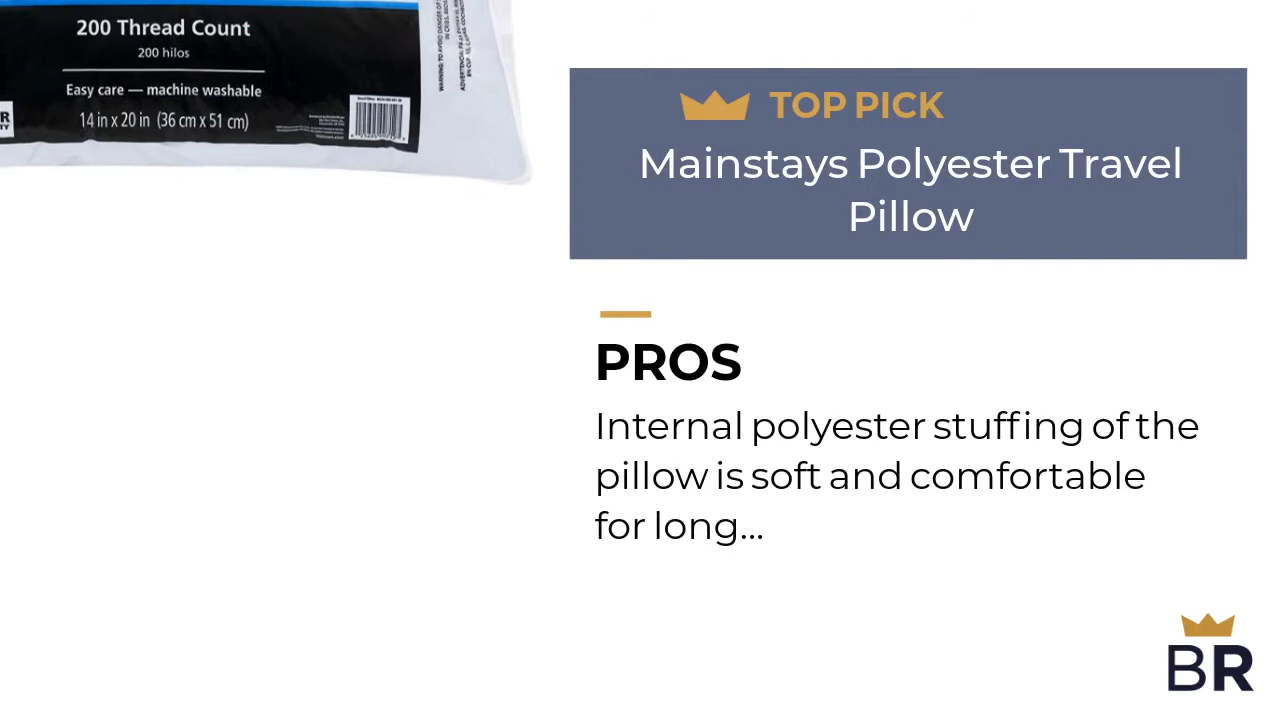 200 Thread Count
200 hilos
Easy care — machine washable
14 in x 20 in (36 cm x 51 cm)
TOP PICK
Mainstays Polyester Travel
Pillow
PROS
Internal polyester stuffing of the
pillow is soft and comfortable
for long...
BR